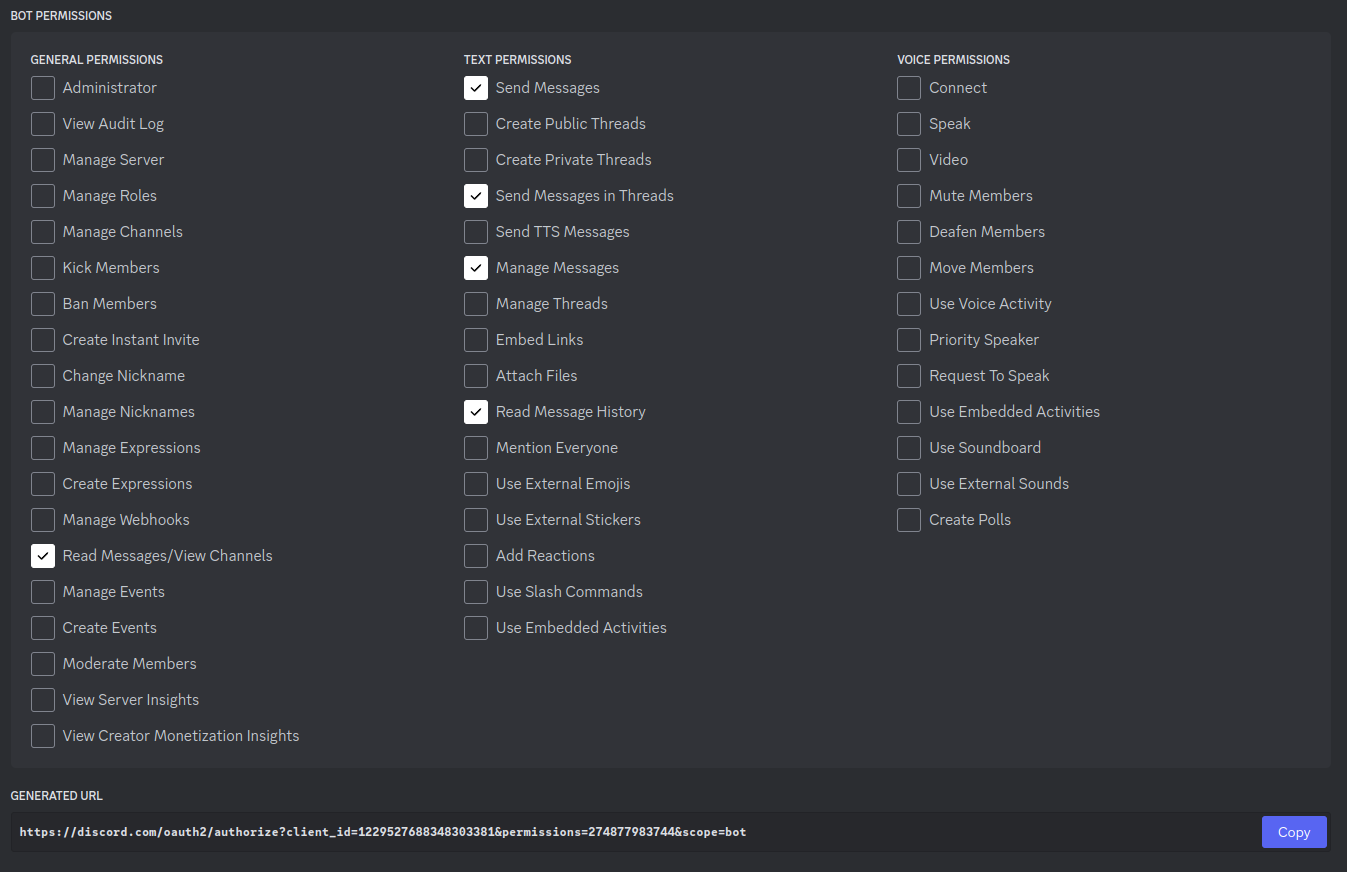 BOT PERMISSIONS
GENERAL PERMISSIONS
Administrator
View Audit Log
Manage Server
Manage Roles
Manage Channels
Kick Members
Ban Members
Create Instant Invite
Change Nickname
Manage Nicknames
Manage Expressions
Create Expressions
Manage Webhooks
Read Messages/View Channels
Manage Events
Create Events
Moderate Members
View Server Insights
View Creator Monetization Insights
TEXT PERMISSIONS
Send Messages
Create Public Threads
Create Private Threads
Send Messages in Threads
Send TTS Messages
Manage Messages
Manage Threads
Embed Links
Attach Files
Read Message History
Mention Everyone
Use External Emojis
Use External Stickers
Add Reactions
Use Slash Commands
Use Embedded Activities
VOICE PERMISSIONS
Connect
Speak
Video
Mute Members
Deafen Members
Move Members
Use Voice Activity
Priority Speaker
Request To Speak
Use Embedded Activities
Use Soundboard
Use External Sounds
Create Polls
GENERATED URL
https://discord.com/oauth2/authorize?client_id=1229527688348303381&permissions=274877983744&scope=bot
Copy